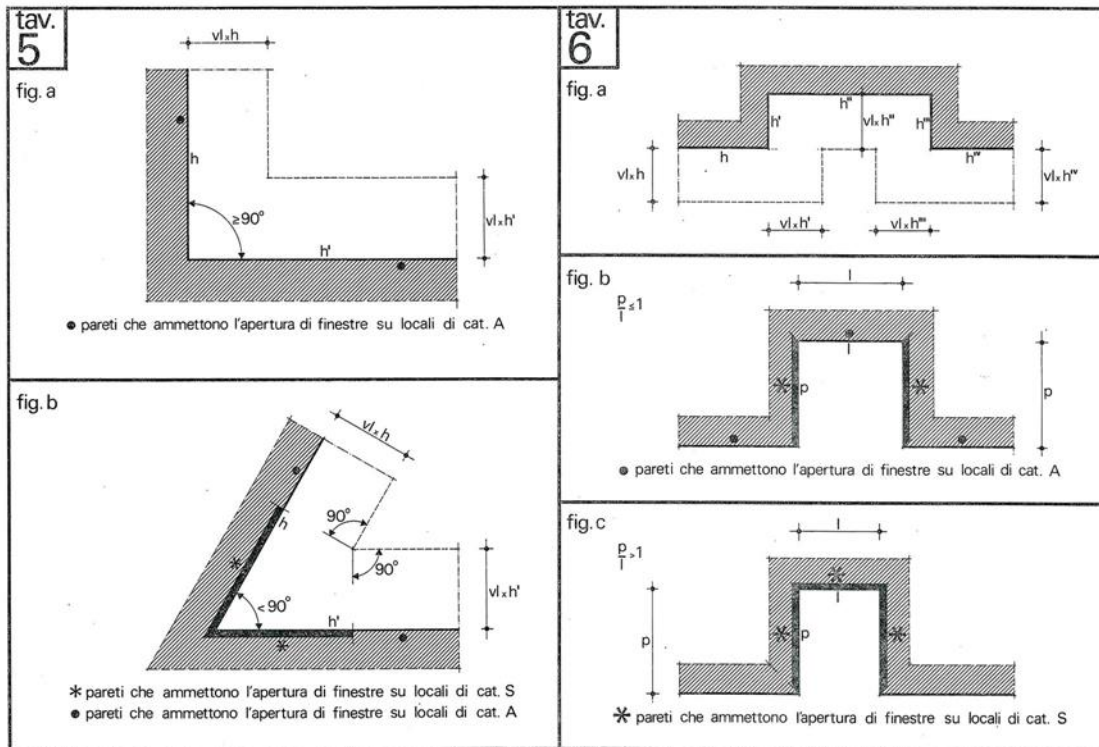 tav.
5
fig. a
vl×h
h
≥90°
h'
vl×h'
● pareti che ammettono l'apertura di finestre su locali di cat. A
fig. b
vl×h
90°
h
90°
<90°
h'
vl×h'
* pareti che ammettono l'apertura di finestre su locali di cat. S
● pareti che ammettono l'apertura di finestre su locali di cat. A
tav.
6
fig. a
h"
h'
vl×h"
h'''
h
h''''
vl×h
vl×h''''
vl×h'
vl×h'''
fig. b
l
p/l ≤1
l
p
p
● pareti che ammettono l'apertura di finestre su locali di cat. A
fig. c
l
p/l >1
l
p
p
* pareti che ammettono l'apertura di finestre su locali di cat. S